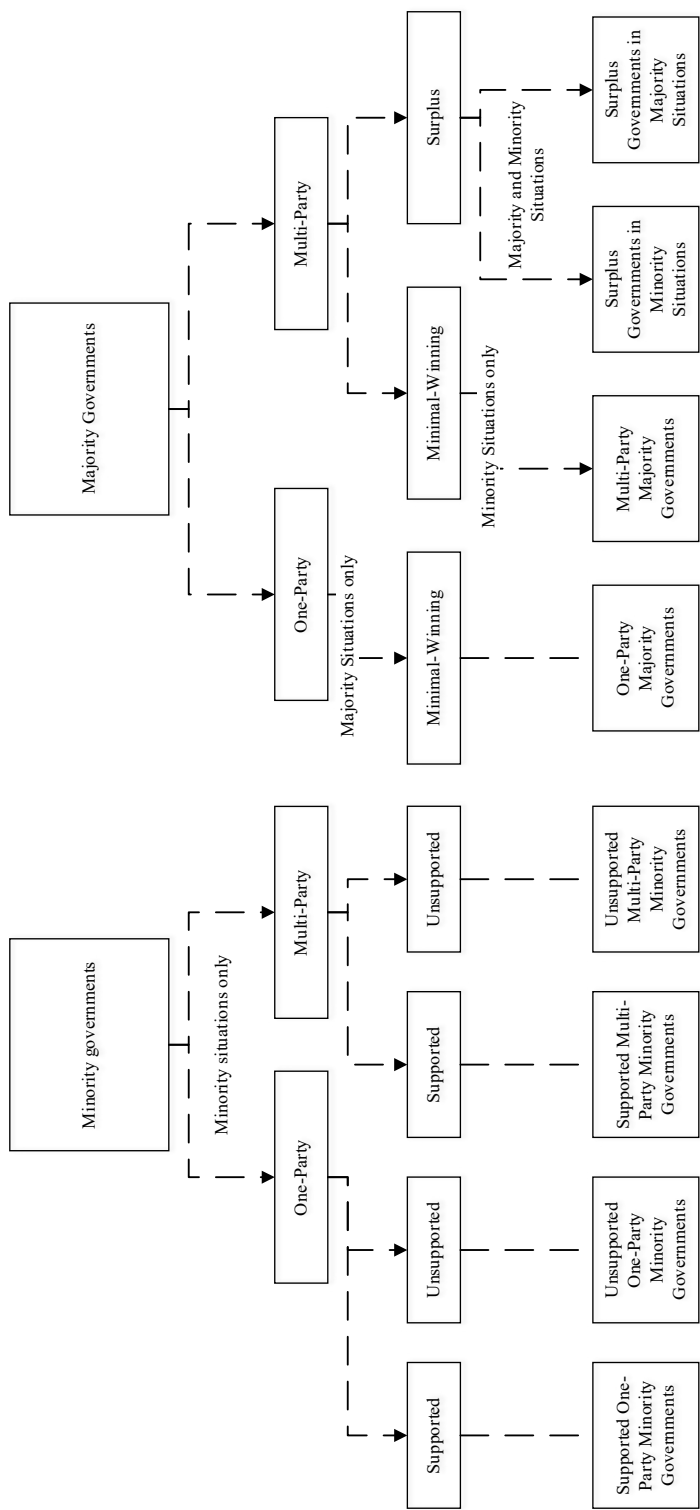 Minority governments
Majority Governments
Minority situations only
One-Party
Multi-Party
One-Party
Multi-Party
Majority Situations only
Supported
Unsupported
Supported
Unsupported
Minimal-Winning
Minimal-Winning
Surplus
Minority Situations only
Majority and Minority
Situations
Supported One-
Party Minority
Governments
Unsupported
One-Party
Minority
Governments
Supported Multi-
Party Minority
Governments
Unsupported
Multi-Party
Minority
Governments
One-Party
Majority
Governments
Multi-Party
Majority
Governments
Surplus
Governments in
Minority
Situations
Surplus
Governments in
Majority
Situations